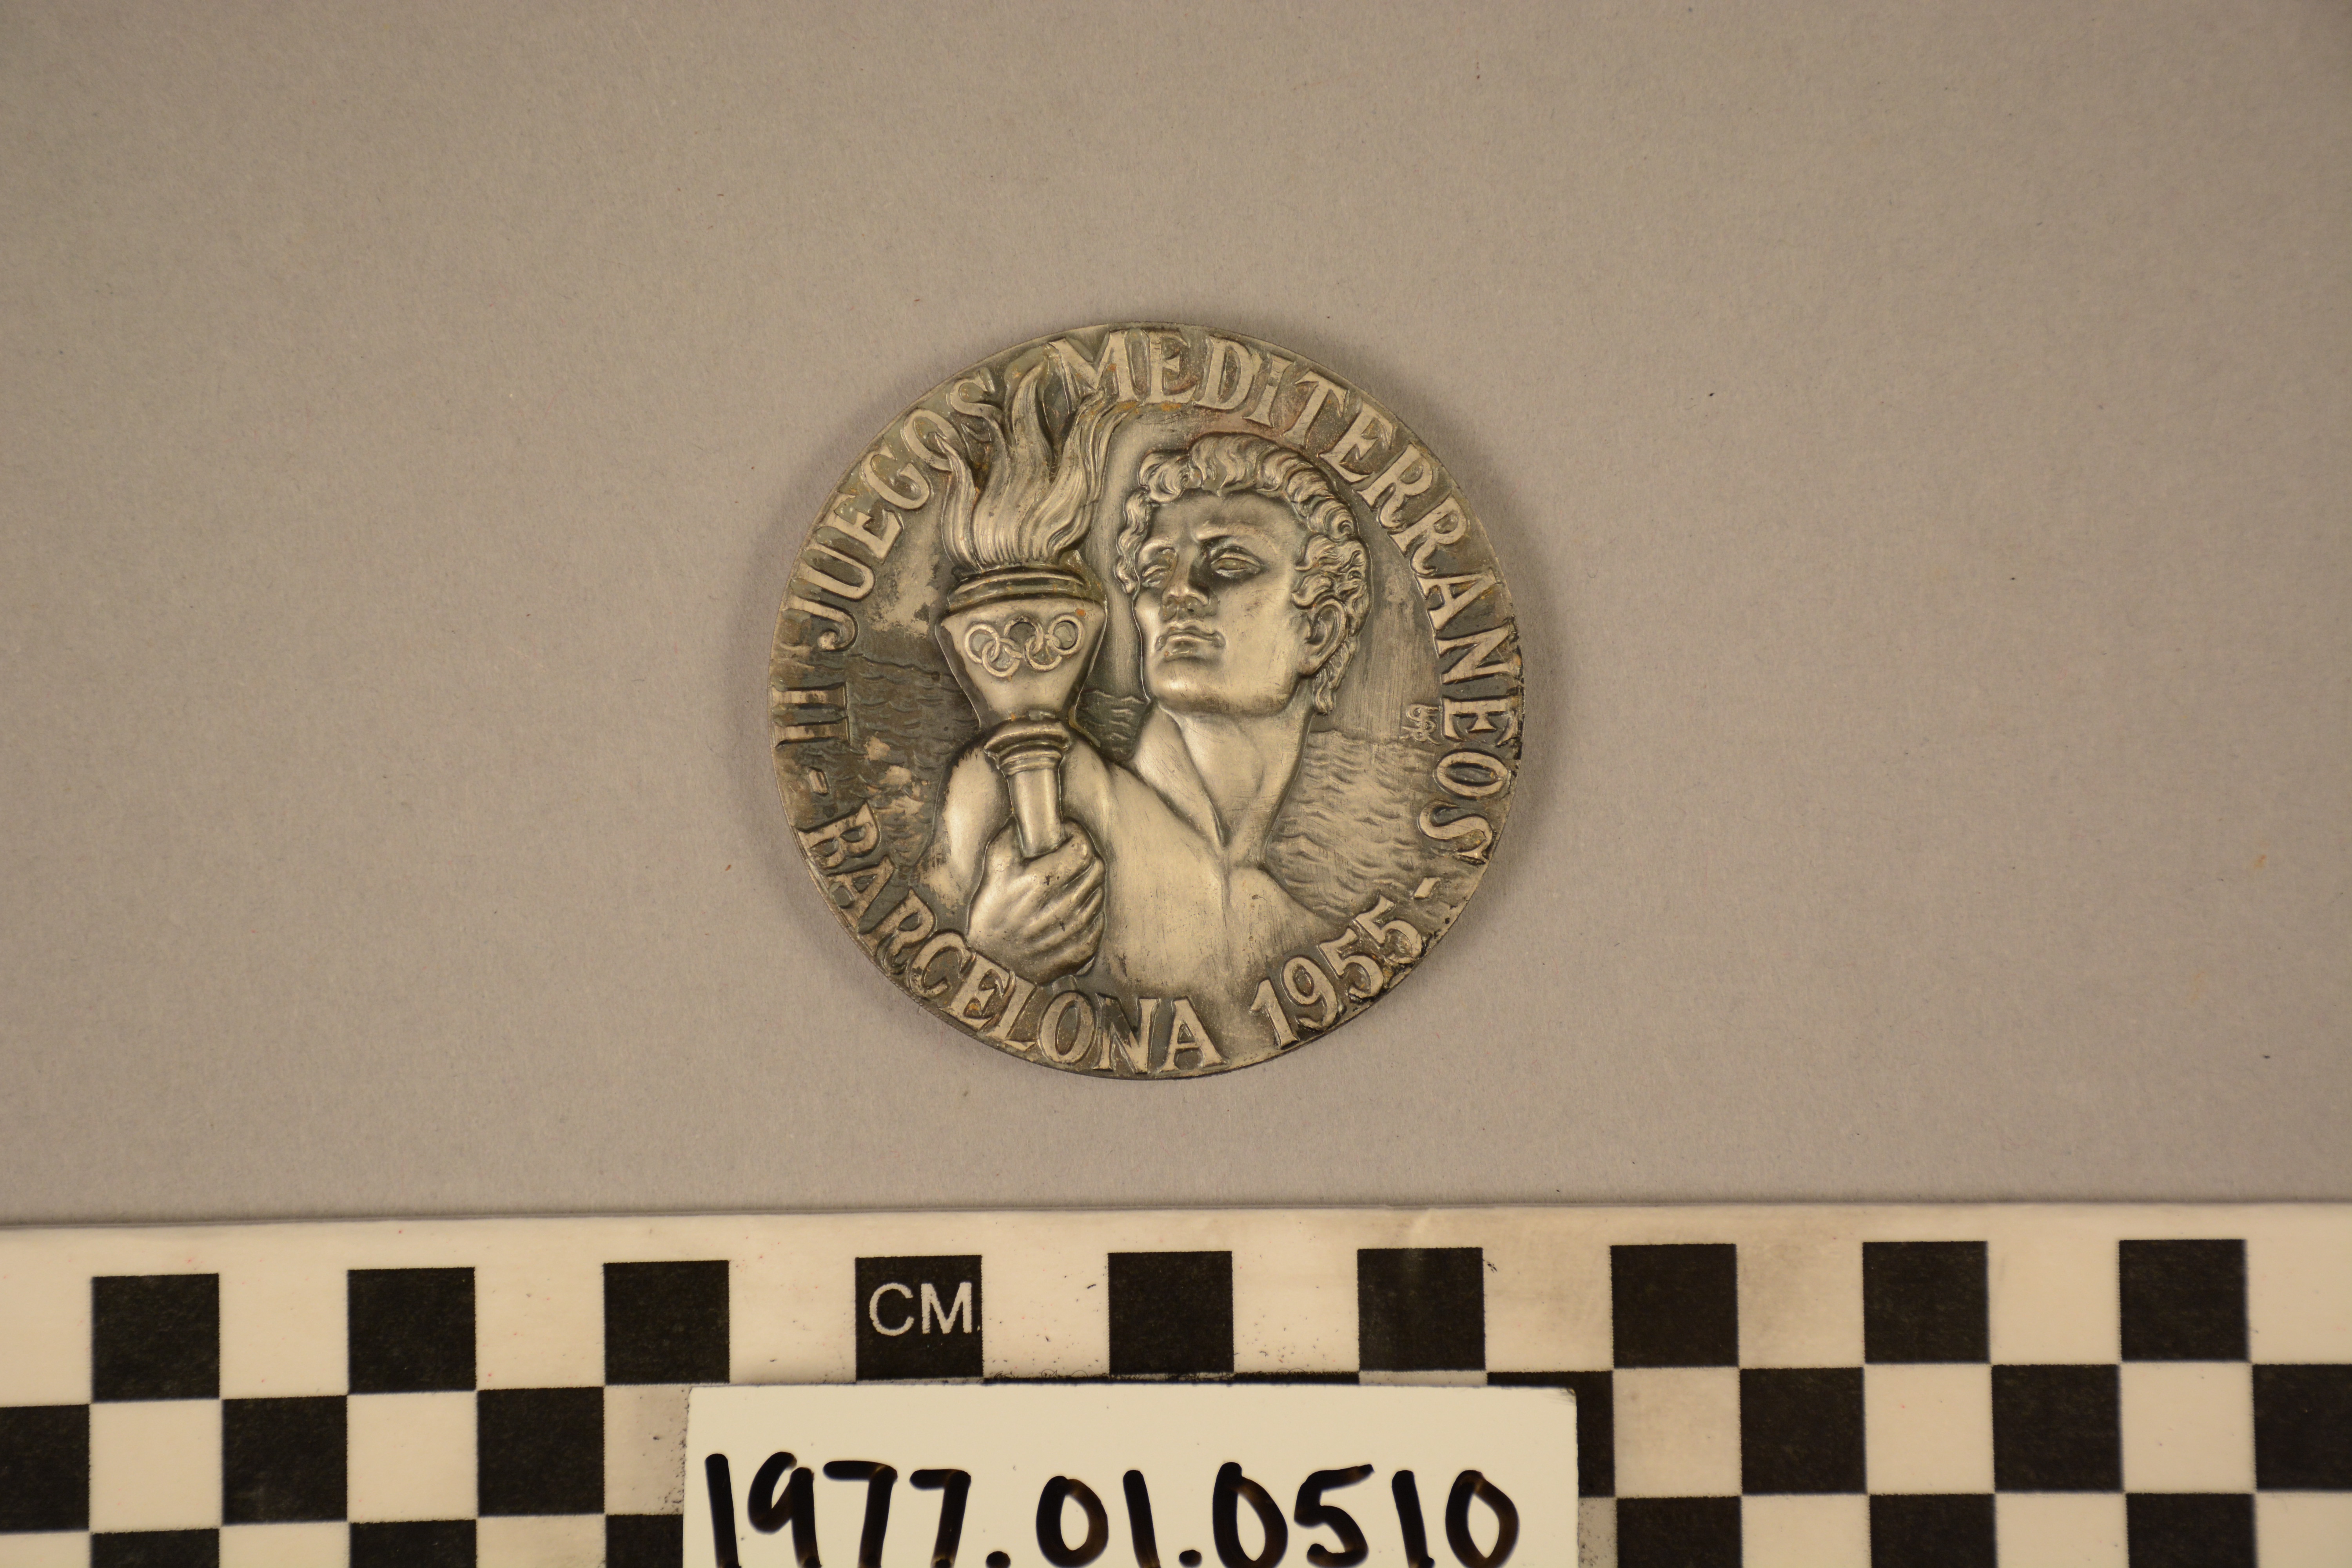 II JUEGOS MEDITERRANEOS -
- BARCELONA 1955
CM
1977.01.0510